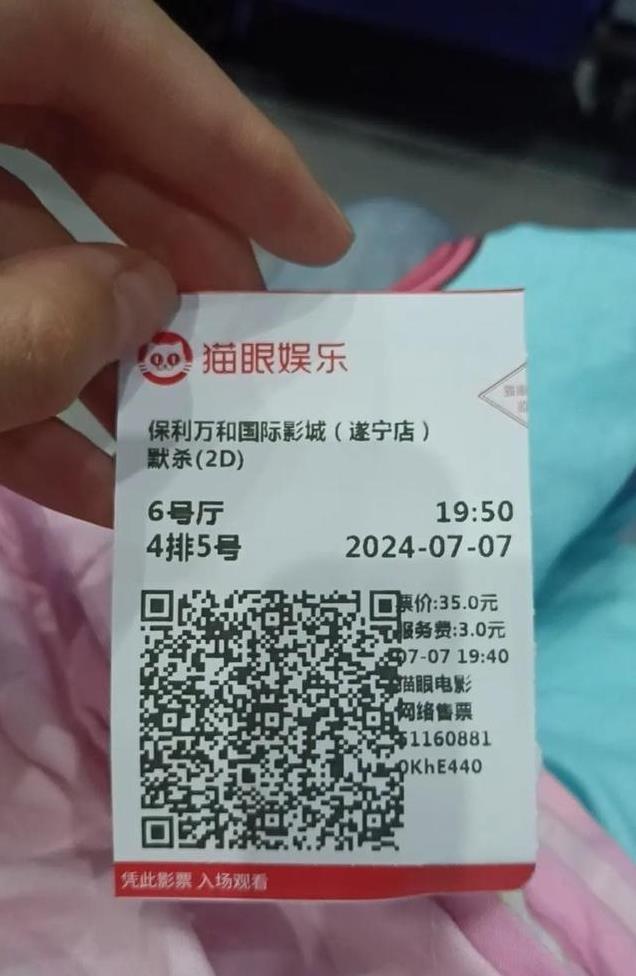 猫眼娱乐
保利万和国际影城（遂宁店）
默杀(2D)
6号厅 19:50
4排5号 2024-07-07
票价:35.0元
服务费:3.0元
07-07 19:40
猫眼电影
网络售票
51160881
0KhE440
凭此影票 入场观看